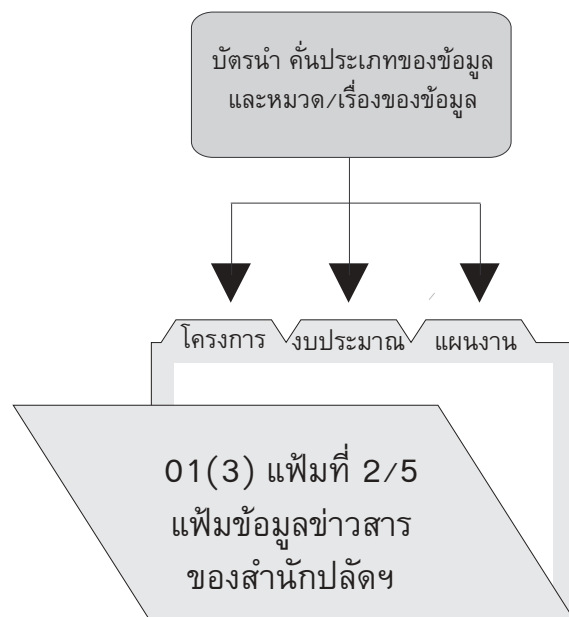 บัตรนำ คั่นประเภทของข้อมูล
และหมวด/เรื่องของข้อมูล
โครงการ งบประมาณ แผนงาน
01(3) แฟ้มที่ 2/5
แฟ้มข้อมูลข่าวสาร
ของสำนักปลัดฯ